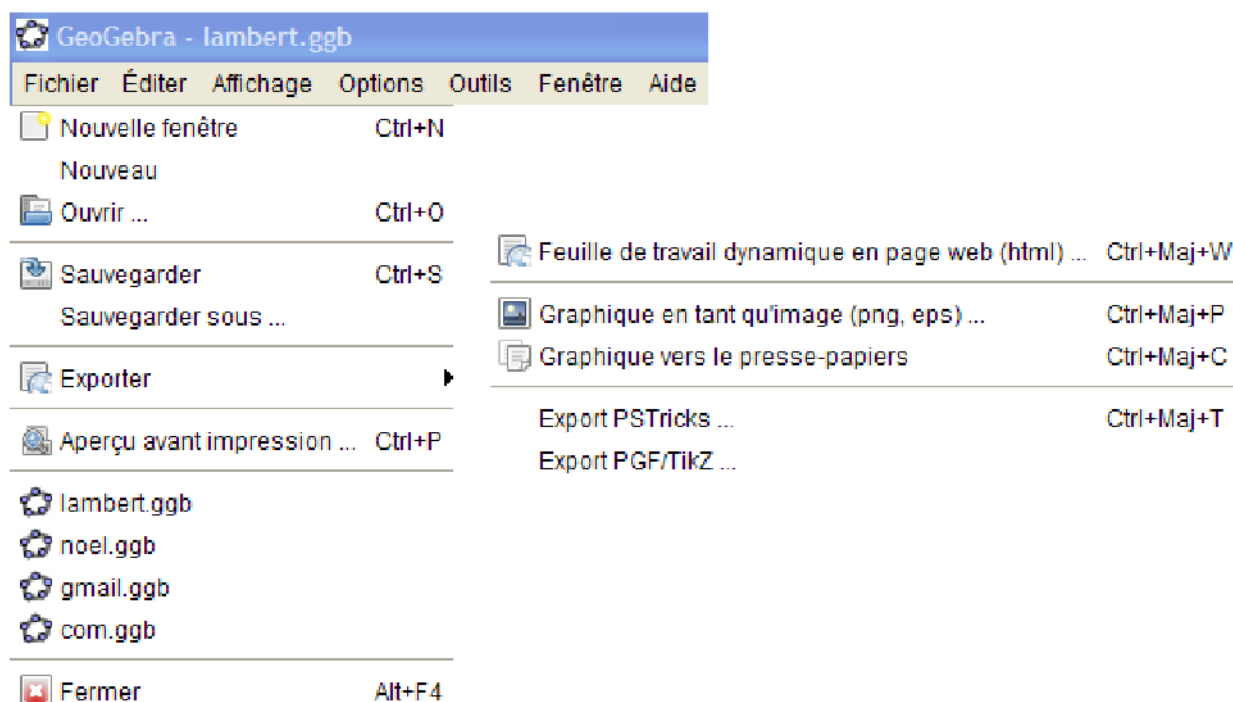 GeoGebra - lambert.ggb
Fichier Éditer Affichage Options Outils Fenêtre Aide
Nouvelle fenêtre Ctrl+N
Nouveau
Ouvrir ... Ctrl+O
Sauvegarder Ctrl+S
Sauvegarder sous ...
Exporter
Aperçu avant impression ... Ctrl+P
lambert.ggb
noel.ggb
gmail.ggb
com.ggb
Fermer Alt+F4
Feuille de travail dynamique en page web (html) ... Ctrl+Maj+W
Graphique en tant qu'image (png, eps) ... Ctrl+Maj+P
Graphique vers le presse-papiers Ctrl+Maj+C
Export PSTricks ... Ctrl+Maj+T
Export PGF/TikZ ...